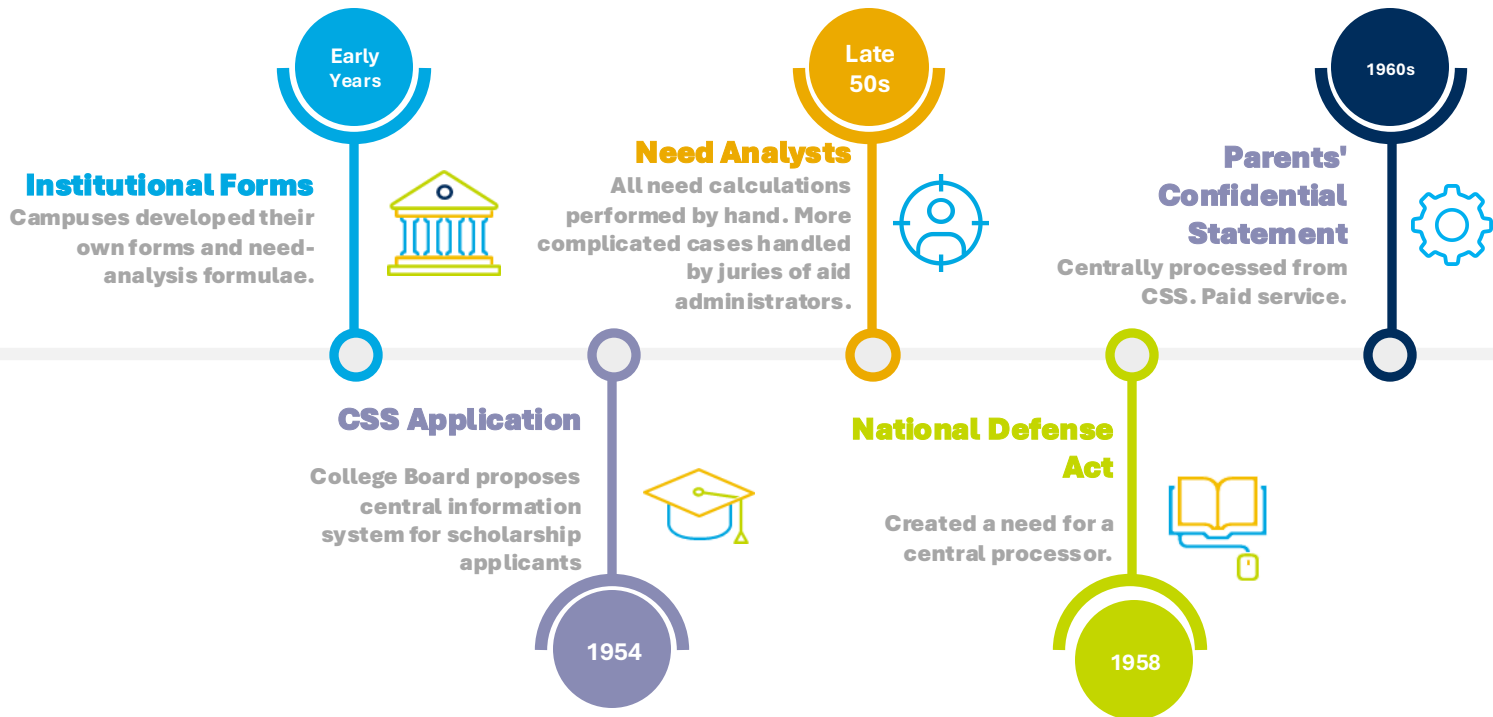 Early
Years
Institutional Forms
Campuses developed their
own forms and need-
analysis formulae.
CSS Application
College Board proposes
central information
system for scholarship
applicants
1954
Late
50s
Need Analysts
All need calculations
performed by hand. More
complicated cases handled
by juries of aid
administrators.
National Defense
Act
Created a need for a
central processor.
1958
1960s
Parents'
Confidential
Statement
Centrally processed from
CSS. Paid service.